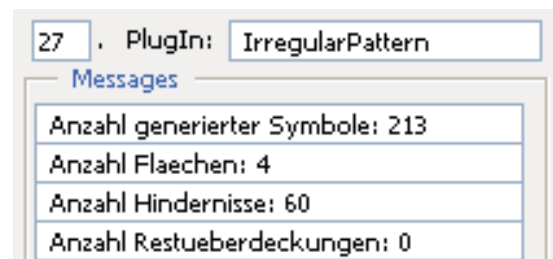 27 . PlugIn: IrregularPattern
Messages
Anzahl generierter Symbole: 213
Anzahl Flaechen: 4
Anzahl Hindernisse: 60
Anzahl Restueberdeckungen: 0